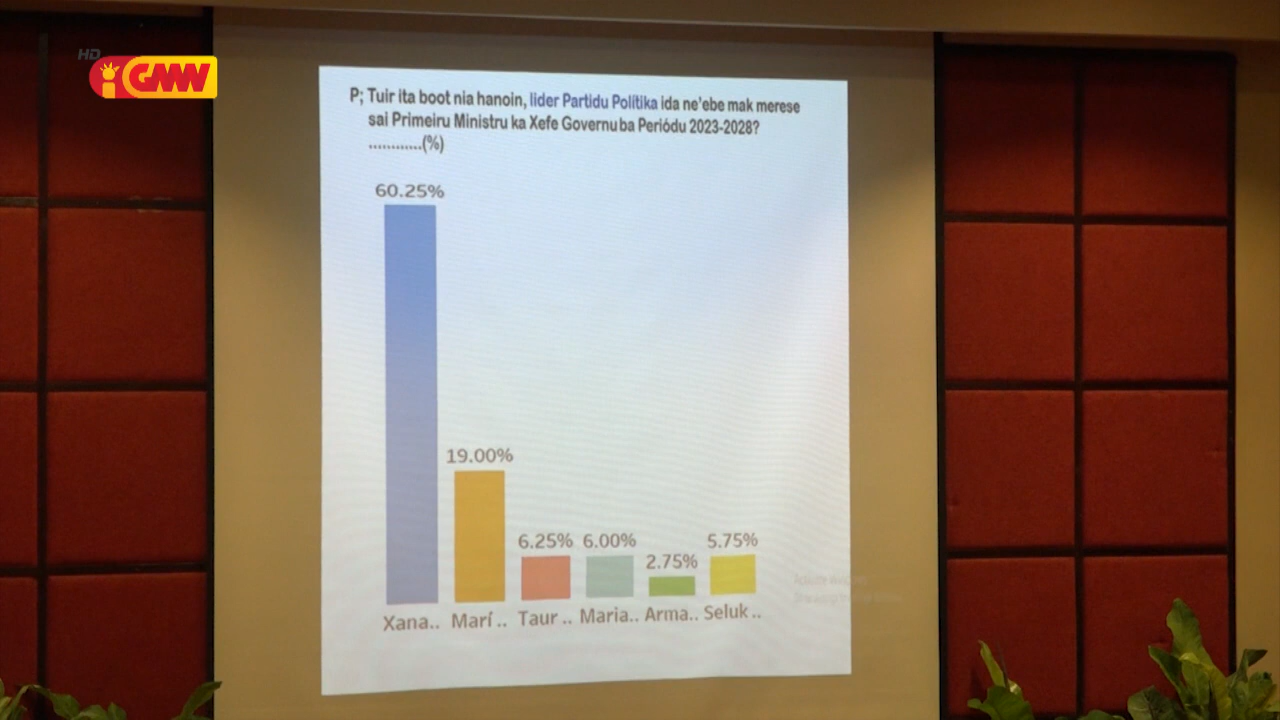 HD
GMW
P; Tuir ita boot nia hanoin, lider Partidu Polítika ida ne'ebe mak merese
sai Primeiru Ministru ka Xefe Governu ba Periódu 2023-2028?
............(%)
60.25%
19.00%
6.25% 6.00% 2.75% 5.75%
Xana.. Marí .. Taur .. Maria.. Arma.. Seluk ..